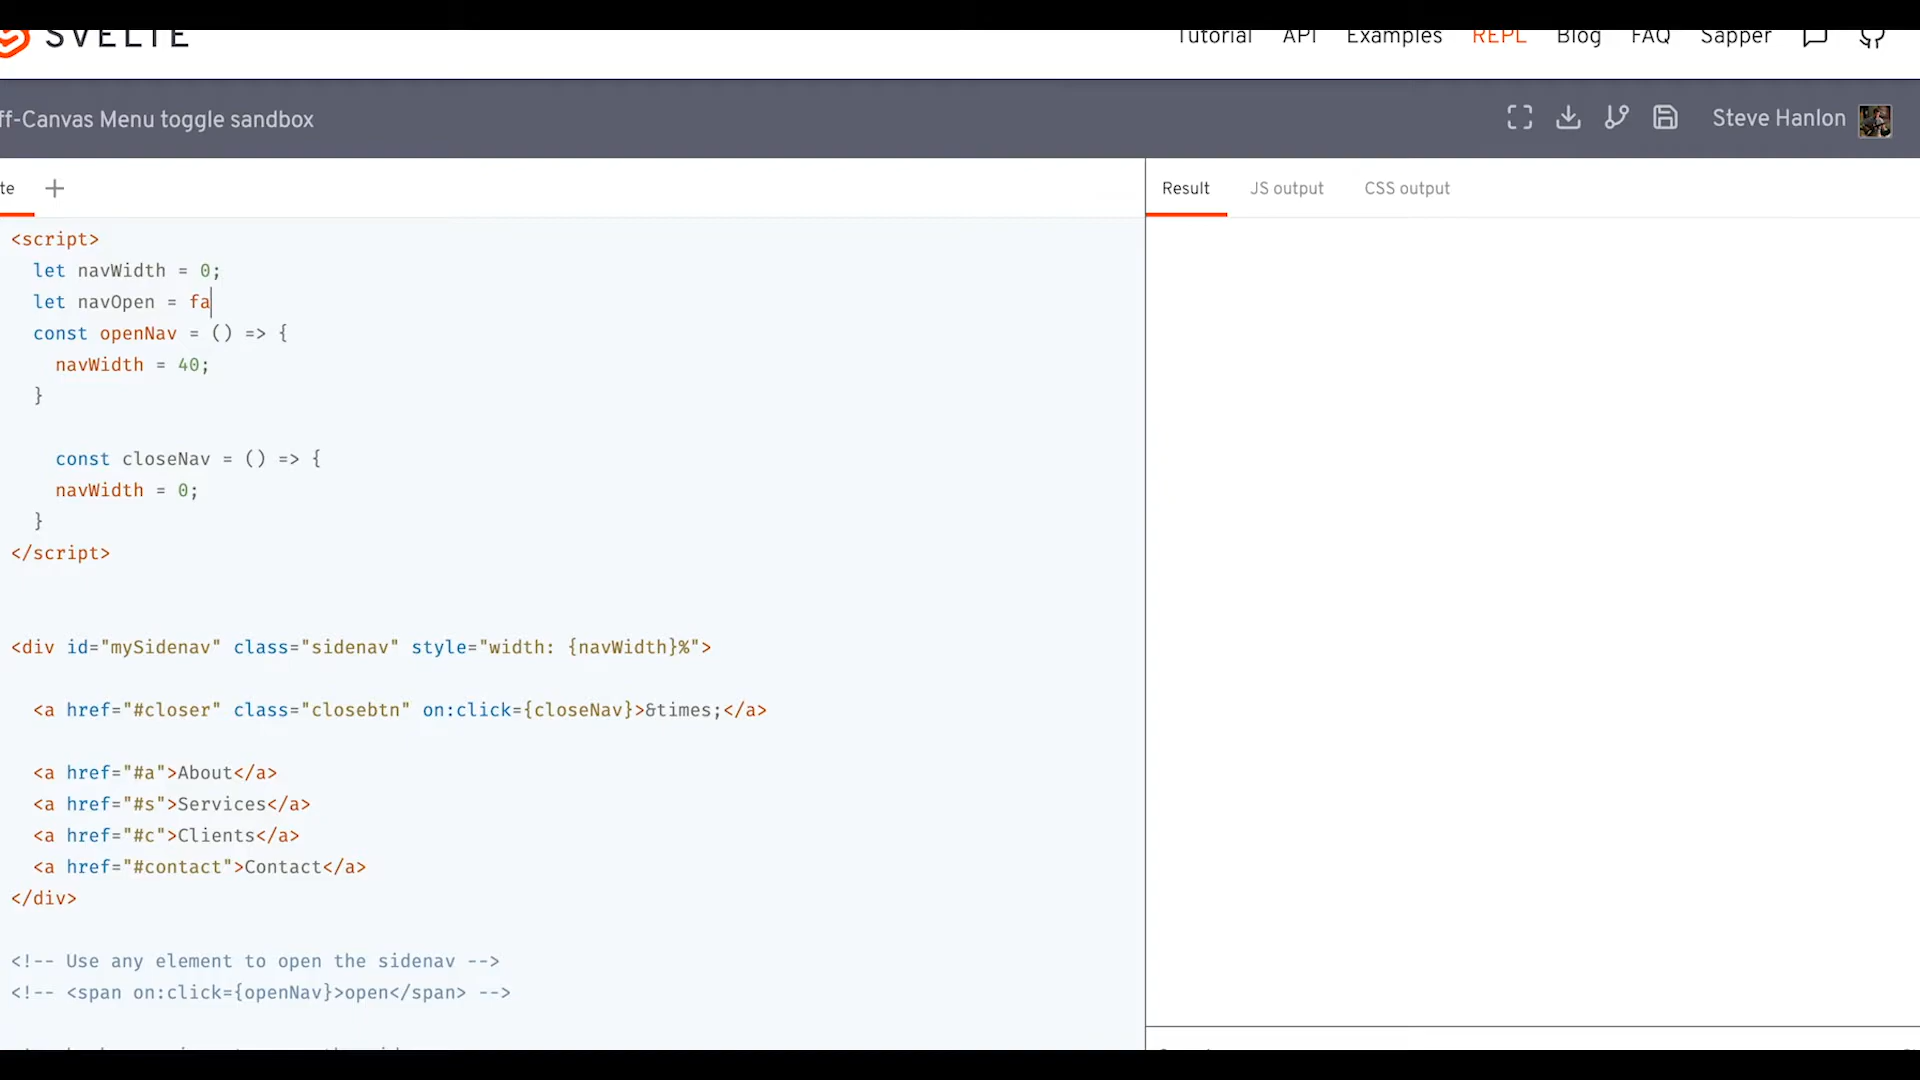 SVELTE
Tutorial API Examples REPL Blog FAQ Sapper
ff-Canvas Menu toggle sandbox
Steve Hanlon
te +
Result JS output CSS output
<script>
let navWidth = 0;
let navOpen = fa
const openNav = () => {
navWidth = 40;
}
const closeNav = () => {
navWidth = 0;
}
</script>
<div id="mySidenav" class="sidenav" style="width: {navWidth}%">
<a href="#closer" class="closebtn" on:click={closeNav}>&times;</a>
<a href="#a">About</a>
<a href="#s">Services</a>
<a href="#c">Clients</a>
<a href="#contact">Contact</a>
</div>
<!-- Use any element to open the sidenav -->
<!-- <span on:click={openNav}>open</span> -->